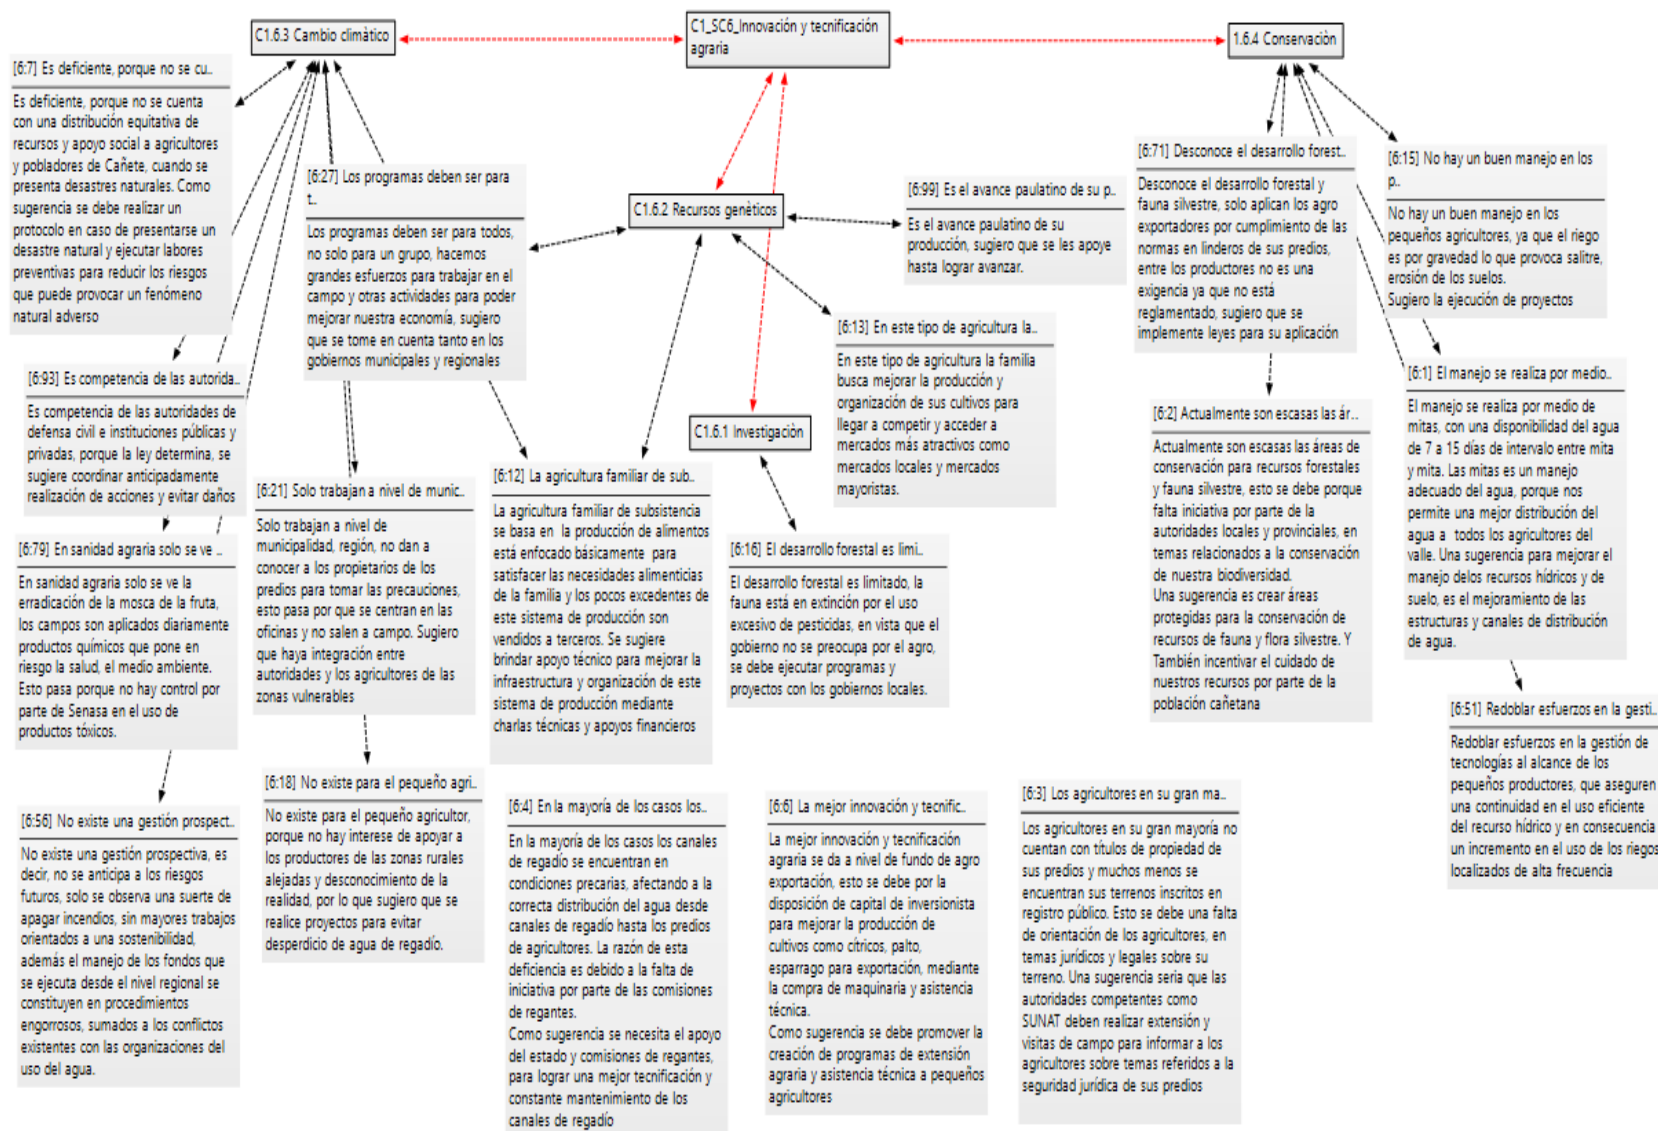 C1.6.3 Cambio climàtico
C1_SC6_Innovación y tecnificación
agraria
1.6.4 Conservaciòn
[6:7] Es deficiente, porque no se cu..
Es deficiente, porque no se cuenta
con una distribución equitativa de
recursos y apoyo social a agricultores
y pobladores de Cañete, cuando se
presenta desastres naturales. Como
sugerencia se debe realizar un
protocolo en caso de presentarse un
desastre natural y ejecutar labores
preventivas para reducir los riesgos
que puede provocar un fenómeno
natural adverso
[6:27] Los programas deben ser para
t..
Los programas deben ser para todos,
no solo para un grupo, hacemos
grandes esfuerzos para trabajar en el
campo y otras actividades para poder
mejorar nuestra economía, sugiero
que se tome en cuenta tanto en los
gobiernos municipales y regionales
C1.6.2 Recursos genèticos
[6:99] Es el avance paulatino de su p..
Es el avance paulatino de su
producción, sugiero que se les apoye
hasta lograr avanzar.
[6:71] Desconoce el desarrollo forest..
Desconoce el desarrollo forestal y
fauna silvestre, solo aplican los agro
exportadores por cumplimiento de las
normas en linderos de sus predios,
entre los productores no es una
exigencia ya que no está
reglamentado, sugiero que se
implemente leyes para su aplicación
[6:15] No hay un buen manejo en los
p..
No hay un buen manejo en los
pequeños agricultores, ya que el riego
es por gravedad lo que provoca salitre,
erosión de los suelos.
Sugiero la ejecución de proyectos
[6:13] En este tipo de agricultura la..
En este tipo de agricultura la familia
busca mejorar la producción y
organización de sus cultivos para
llegar a competir y acceder a
mercados más atractivos como
mercados locales y mercados
mayoristas.
[6:93] Es competencia de las autorida..
Es competencia de las autoridades de
defensa civil e instituciones públicas y
privadas, porque la ley determina, se
sugiere coordinar anticipadamente
realización de acciones y evitar daños
[6:1] El manejo se realiza por medio..
El manejo se realiza por medio de
mitas, con una disponibilidad del agua
de 7 a 15 días de intervalo entre mita
y mita. Las mitas es un manejo
adecuado del agua, porque nos
permite una mejor distribución del
agua a  todos los agricultores del
valle. Una sugerencia para mejorar el
manejo delos recursos hídricos y de
suelo, es el mejoramiento de las
estructuras y canales de distribución
de agua.
[6:2] Actualmente son escasas las ár...
Actualmente son escasas las áreas de
conservación para recursos forestales
y fauna silvestre, esto se debe porque
falta iniciativa por parte de la
autoridades locales y provinciales, en
temas relacionados a la conservación
de nuestra biodiversidad.
Una sugerencia es crear áreas
protegidas para la conservación de
recursos de fauna y flora silvestre. Y
También incentivar el cuidado de
nuestros recursos por parte de la
población cañetana
C1.6.1 Investigaciòn
[6:21] Solo trabajan a nivel de munic..
Solo trabajan a nivel de
municipalidad, región, no dan a
conocer a los propietarios de los
predios para tomar las precauciones,
esto pasa por que se centran en las
oficinas y no salen a campo. Sugiero
que haya integración entre
autoridades y los agricultores de las
zonas vulnerables
[6:12] La agricultura familiar de sub..
La agricultura familiar de subsistencia
se basa en  la producción de alimentos
está enfocado básicamente  para
satisfacer las necesidades alimenticias
de la familia y los pocos excedentes de
este sistema de producción son
vendidos a terceros. Se sugiere
brindar apoyo técnico para mejorar la
infraestructura y organización de este
sistema de producción mediante
charlas técnicas y apoyos financieros
[6:16] El desarrollo forestal es limi..
El desarrollo forestal es limitado, la
fauna está en extinción por el uso
excesivo de pesticidas, en vista que el
gobierno no se preocupa por el agro,
se debe ejecutar programas y
proyectos con los gobiernos locales.
[6:79] En sanidad agraria solo se ve ..
En sanidad agraria solo se ve la
erradicación de la mosca de la fruta,
los campos son aplicados diariamente
productos químicos que pone en
riesgo la salud, el medio ambiente.
Esto pasa porque no hay control por
parte de Senasa en el uso de
productos tóxicos.
[6:51] Redoblar esfuerzos en la gesti..
Redoblar esfuerzos en la gestión de
tecnologías al alcance de los
pequeños productores, que aseguren
una continuidad en el uso eficiente
del recurso hídrico y en consecuencia
un incremento en el uso de los riegos
localizados de alta frecuencia
[6:18] No existe para el pequeño agri..
No existe para el pequeño agricultor,
porque no hay interese de apoyar a
los productores de las zonas rurales
alejadas y desconocimiento de la
realidad, por lo que sugiero que se
realice proyectos para evitar
desperdicio de agua de regadío.
[6:56] No existe una gestión prospect..
No existe una gestión prospectiva, es
decir, no se anticipa a los riesgos
futuros, solo se observa una suerte de
apagar incendios, sin mayores trabajos
orientados a una sostenibilidad,
además el manejo de los fondos que
se ejecuta desde el nivel regional se
constituyen en procedimientos
engorrosos, sumados a los conflictos
existentes con las organizaciones del
uso del agua.
[6:4] En la mayoría de los casos los..
En la mayoría de los casos los canales
de regadío se encuentran en
condiciones precarias, afectando a la
correcta distribución del agua desde
canales de regadío hasta los predios
de agricultores. La razón de esta
deficiencia es debido a la falta de
iniciativa por parte de las comisiones
de regantes.
Como sugerencia se necesita el apoyo
del estado y comisiones de regantes,
para lograr una mejor tecnificación y
constante mantenimiento de los
canales de regadío
[6:6] La mejor innovación y tecnific..
La mejor innovación y tecnificación
agraria se da a nivel de fundo de agro
exportación, esto se debe por la
disposición de capital de inversionista
para mejorar la producción de
cultivos como cítricos, palto,
esparrago para exportación, mediante
la compra de maquinaria y asistencia
técnica.
Como sugerencia se debe promover la
creación de programas de extensión
agraria y asistencia técnica a pequeños
agricultores
[6:3] Los agricultores en su gran ma..
Los agricultores en su gran mayoría no
cuentan con títulos de propiedad de
sus predios y muchos menos se
encuentran sus terrenos inscritos en
registro público. Esto se debe una falta
de orientación de los agricultores, en
temas jurídicos y legales sobre su
terreno. Una sugerencia seria que las
autoridades competentes como
SUNAT deben realizar extensión y
visitas de campo para informar a los
agricultores sobre temas referidos a la
seguridad jurídica de sus predios